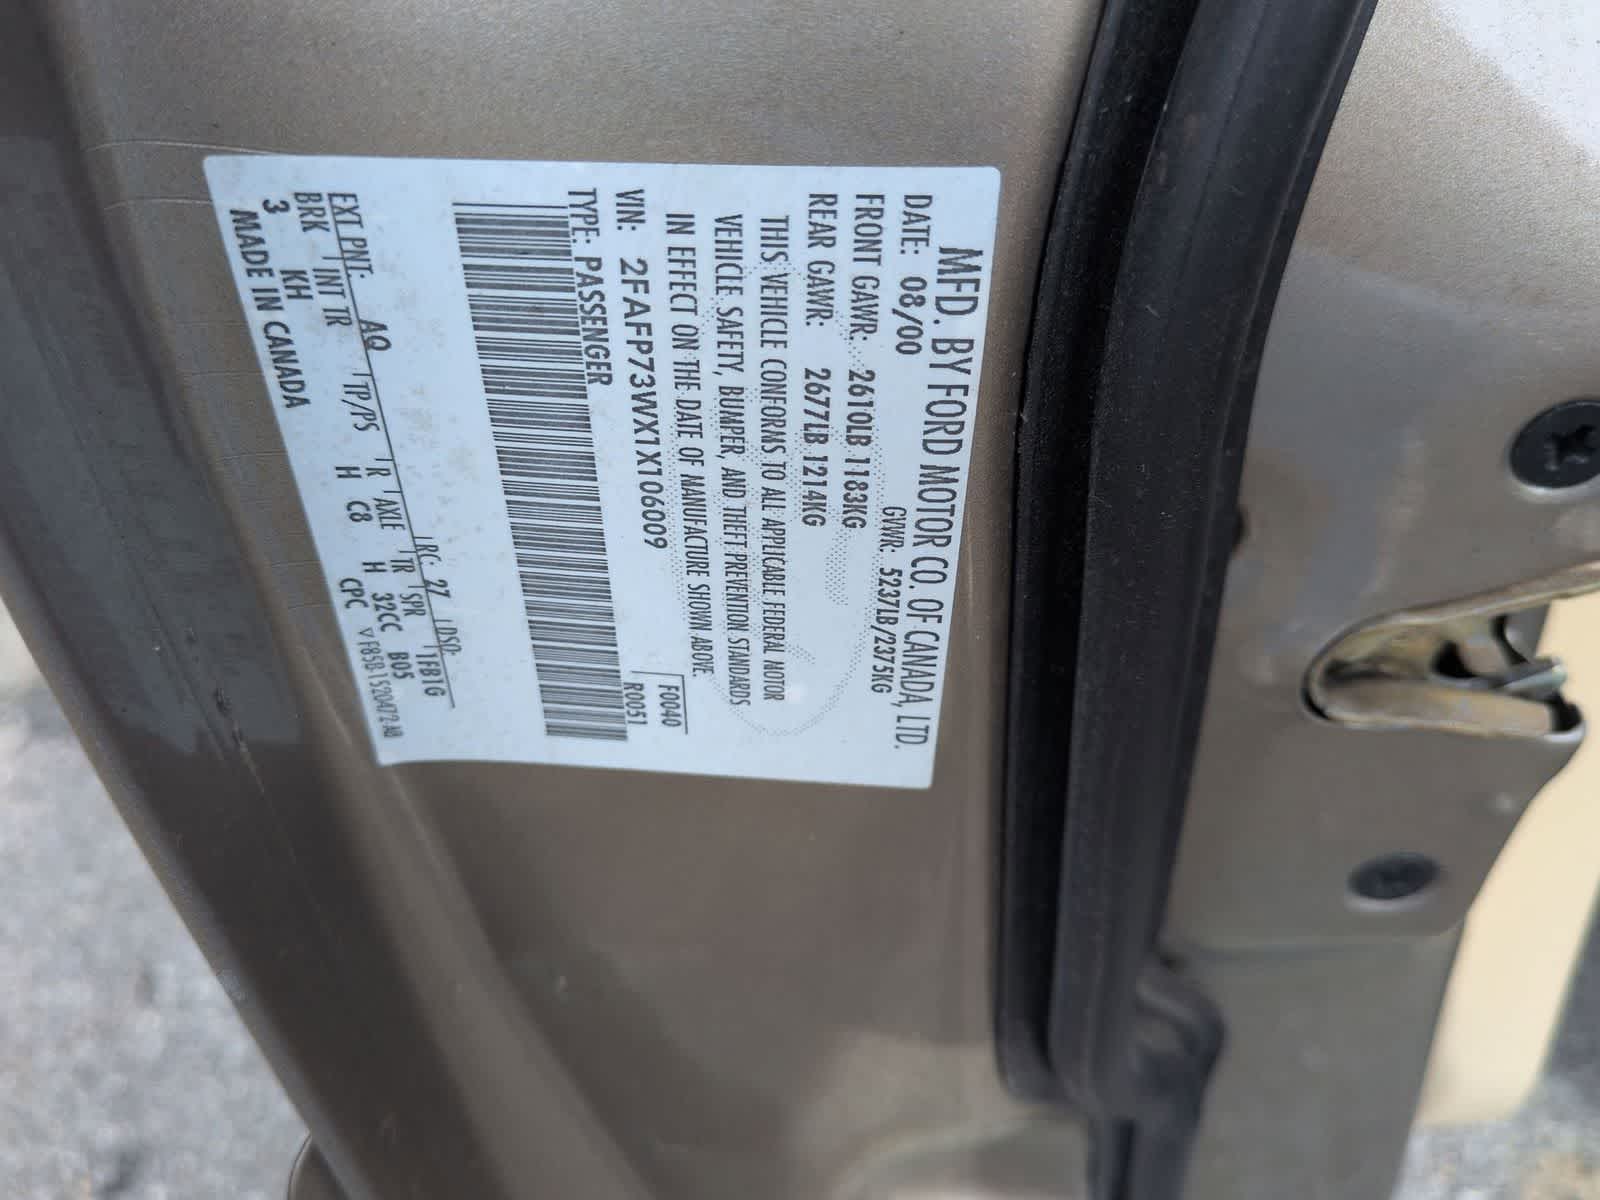 MFD. BY FORD MOTOR CO. OF CANADA, LTD.
DATE: 08/00
GVWR: 5237LB/2375KG
FRONT GAWR: 2610LB 1183KG
REAR GAWR: 2677LB 1214KG
THIS VEHICLE CONFORMS TO ALL APPLICABLE FEDERAL MOTOR
VEHICLE SAFETY, BUMPER, AND THEFT PREVENTION STANDARDS
IN EFFECT ON THE DATE OF MANUFACTURE SHOWN ABOVE.
VIN: 2FAFP73WX1X106009
F0040
TYPE: PASSENGER
R0051
EXT PNT: AQ RC: 27 DSO:
BRK INT TR TP/PS R AXLE TR SPR FB1G
3 KH H C8 H 32CC B05
MADE IN CANADA CPC